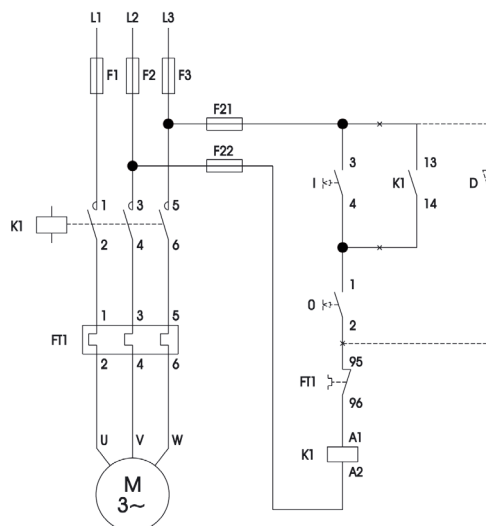 L1 L2 L3
F1 F2 F3
F21
F22
3 13
I K1 D
4 14
1 3 5
K1
2 4 6
1
O
2
1 3 5
FT1
2 4 6
95
FT1
96
U V W
A1
K1
A2
M
3~